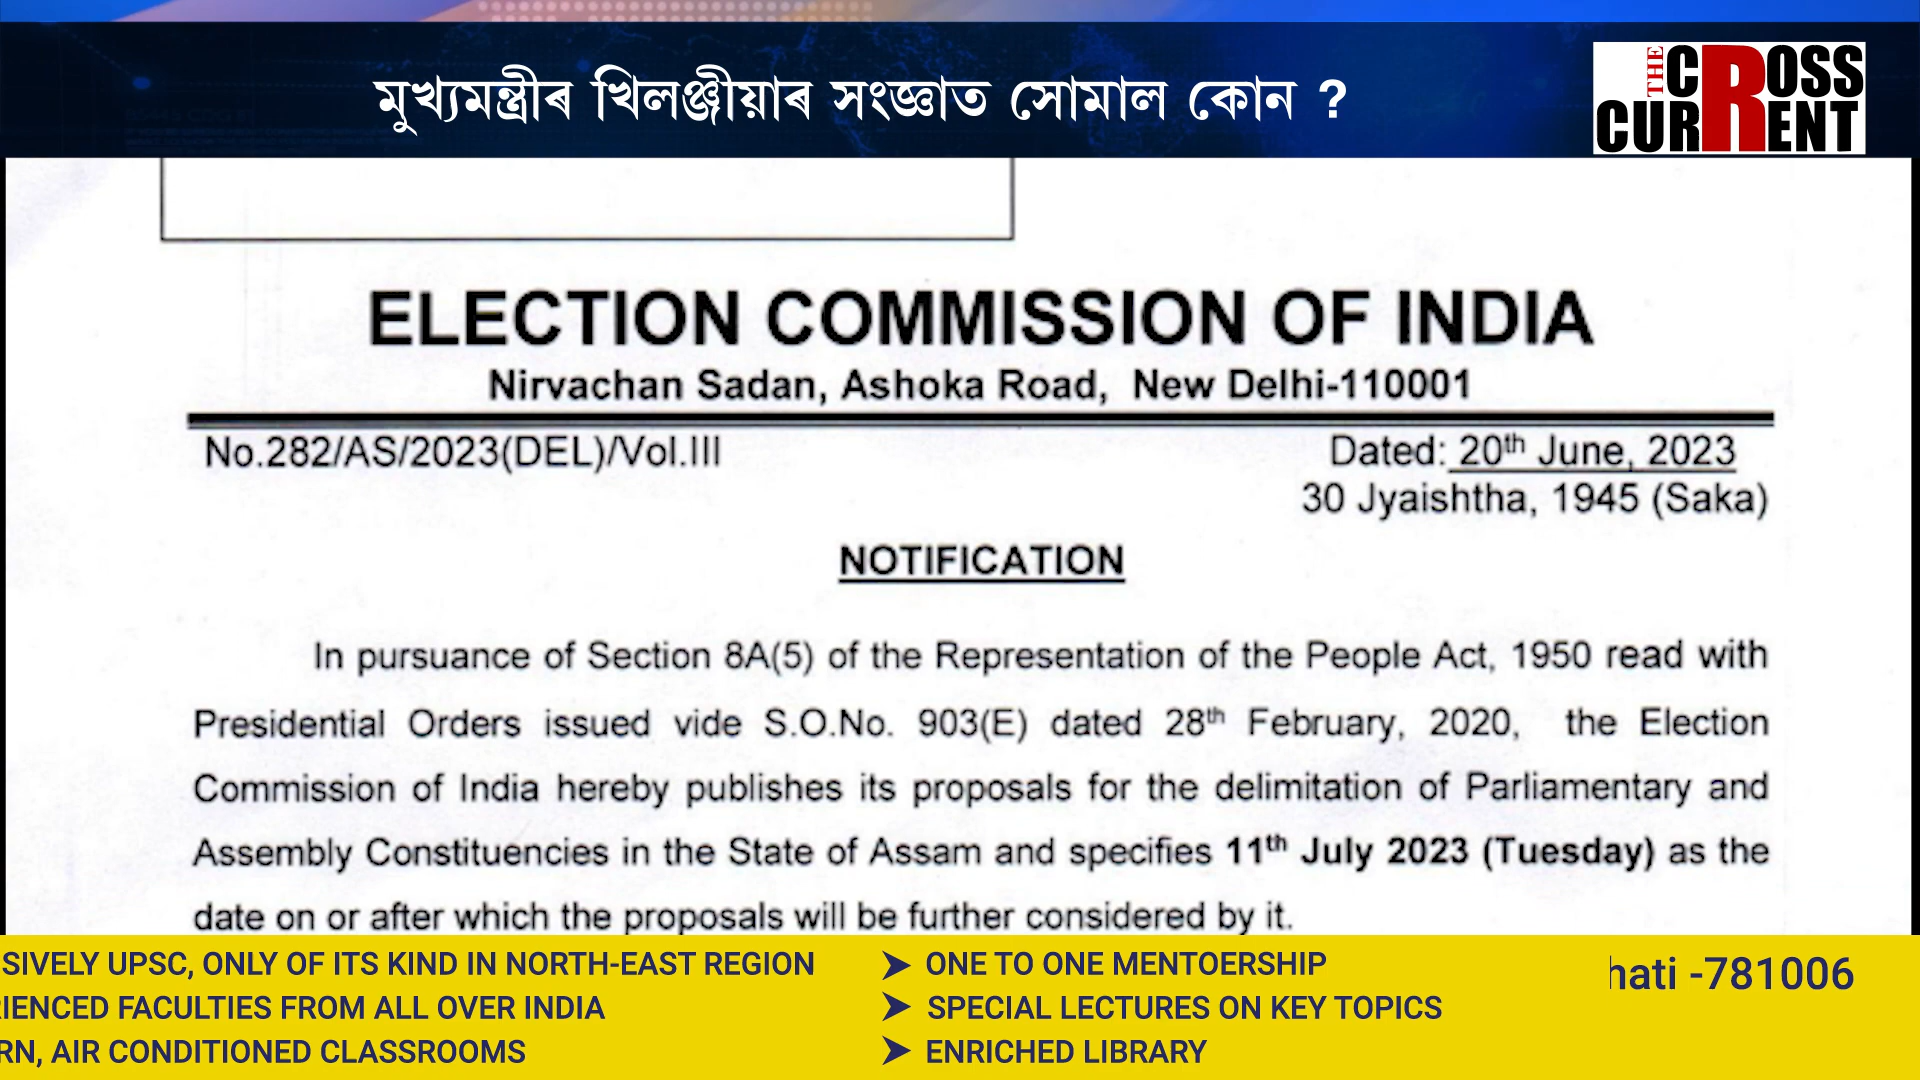 মুখ্যমন্ত্ৰীৰ খিলঞ্জীয়াৰ সংজ্ঞাত সোমাল কোন ?
THE CROSS CURRENT
ELECTION COMMISSION OF INDIA
Nirvachan Sadan, Ashoka Road, New Delhi-110001
No.282/AS/2023(DEL)/Vol.III
Dated: 20th June, 2023
30 Jyaishtha, 1945 (Saka)
NOTIFICATION
In pursuance of Section 8A(5) of the Representation of the People Act, 1950 read with
Presidential Orders issued vide S.O.No. 903(E) dated 28th February, 2020, the Election
Commission of India hereby publishes its proposals for the delimitation of Parliamentary and
Assembly Constituencies in the State of Assam and specifies 11th July 2023 (Tuesday) as the
date on or after which the proposals will be further considered by it.
SIVELY UPSC, ONLY OF ITS KIND IN NORTH-EAST REGION
RIENCED FACULTIES FROM ALL OVER INDIA
RN, AIR CONDITIONED CLASSROOMS
➤ ONE TO ONE MENTOERSHIP
➤ SPECIAL LECTURES ON KEY TOPICS
➤ ENRICHED LIBRARY
hati -781006